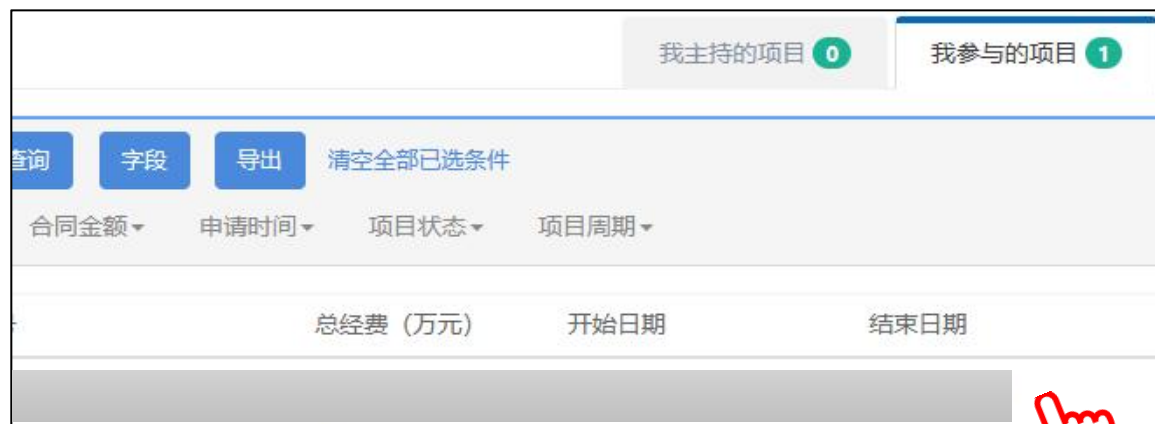 我主持的项目 0 我参与的项目 1
查询 字段 导出 清空全部已选条件
合同金额 申请时间 项目状态 项目周期
总经费（万元） 开始日期 结束日期